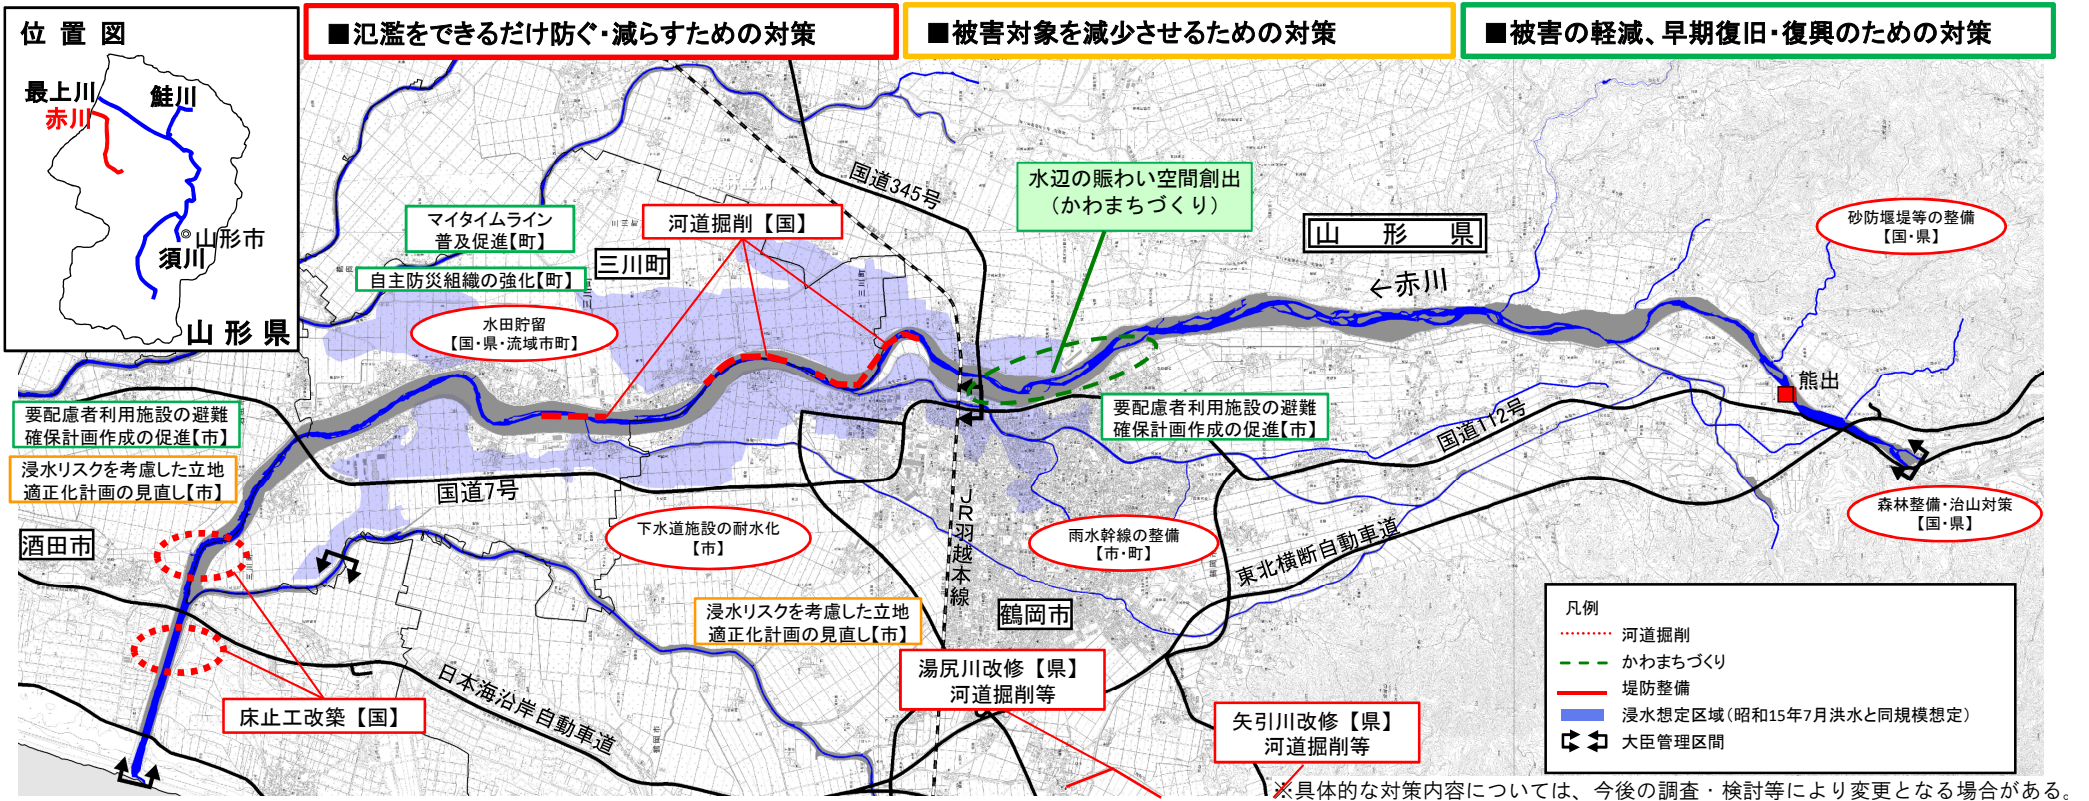 ■氾濫をできるだけ防ぐ・減らすための対策
■被害対象を減少させるための対策
■被害の軽減、早期復旧・復興のための対策
位置図
最上川
鮭川
赤川
山形市
須川
山形県
国道345号
水辺の賑わい空間創出
（かわまちづくり）
山形県
砂防堰堤等の整備
【国・県】
マイタイムライン
普及促進【町】
河道掘削【国】
三川町
自主防災組織の強化【町】
←赤川
水田貯留
【国・県・流域市町】
熊出
要配慮者利用施設の避難
確保計画作成の促進【市】
要配慮者利用施設の避難
確保計画作成の促進【市】
国道112号
浸水リスクを考慮した立地
適正化計画の見直し【市】
国道7号
JR羽越本線
森林整備・治山対策
【国・県】
酒田市
下水道施設の耐水化
【市】
雨水幹線の整備
【市・町】
東北横断自動車道
浸水リスクを考慮した立地
適正化計画の見直し【市】
鶴岡市
湯尻川改修【県】
河道掘削等
床止工改築【国】
日本海沿岸自動車道
矢引川改修【県】
河道掘削等
凡例
河道掘削
かわまちづくり
堤防整備
浸水想定区域（昭和15年7月洪水と同規模想定）
大臣管理区間
※具体的な対策内容については、今後の調査・検討等により変更となる場合がある。